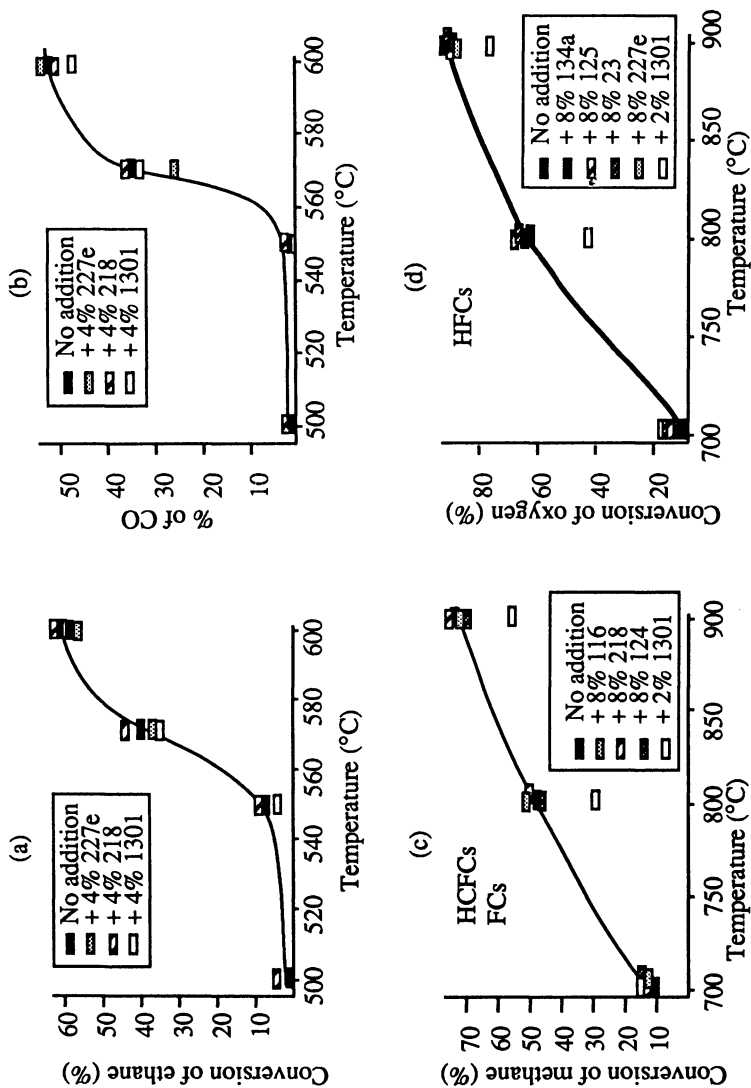 (a)
Conversion of ethane (%)
60
50
40
30
20
10
No addition
+ 4% 227e
+ 4% 218
+ 4% 1301
500
520
540
560
580
600
Temperature (°C)
(b)
% of CO
50
40
30
20
10
No addition
+ 4% 227e
+ 4% 218
+ 4% 1301
500
520
540
560
580
600
Temperature (°C)
(c)
Conversion of methane (%)
70
60
50
40
30
20
10
HCFCs
FCs
No addition
+ 8% 116
+ 8% 218
+ 8% 124
+ 2% 1301
700
750
800
850
900
Temperature (°C)
(d)
Conversion of oxygen (%)
80
60
40
20
HFCs
No addition
+ 8% 134a
+ 8% 125
+ 8% 23
+ 8% 227e
+ 2% 1301
700
750
800
850
900
Temperature (°C)